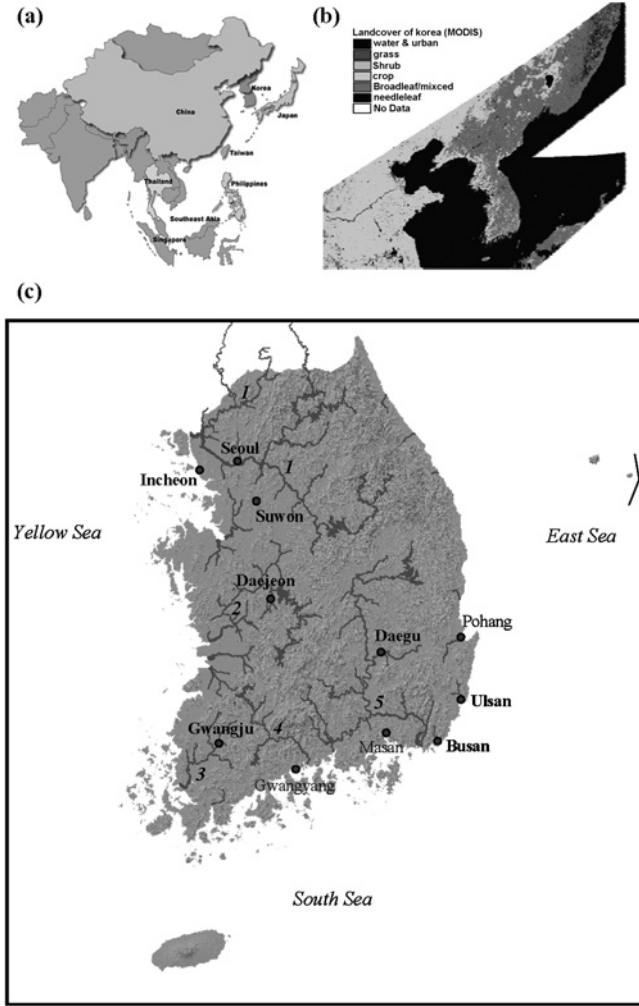 (a)
China
Korea
Japan
Taiwan
Thailand
Philippines
Southeast Asia
Singapore
(b)
Landcover of korea (MODIS)
water & urban
grass
Shrub
crop
Broadleaf/mixced
needleleaf
No Data
(c)
1
Seoul
1
Incheon
Suwon
Yellow Sea
East Sea
Daejeon
2
Pohang
Daegu
Ulsan
5
Gwangju
4
Masan
Busan
3
Gwangyang
South Sea